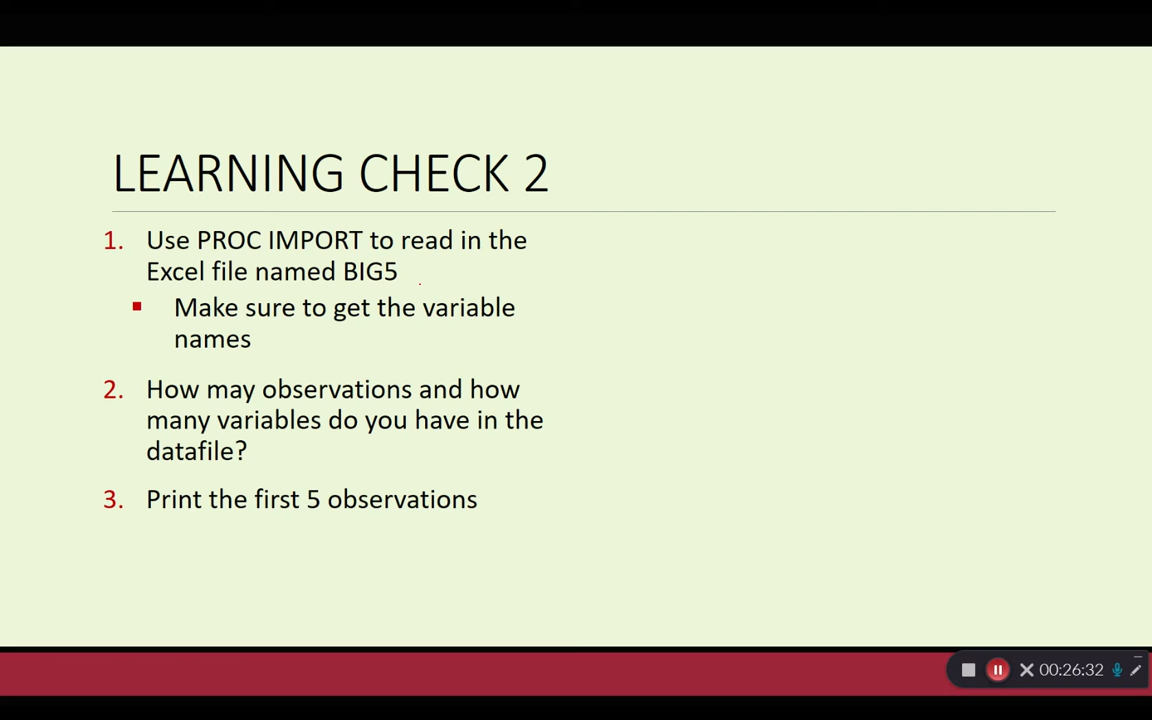 LEARNING CHECK 2
1. Use PROC IMPORT to read in the
Excel file named BIG5
▪ Make sure to get the variable
names
2. How may observations and how
many variables do you have in the
datafile?
3. Print the first 5 observations
00:26:32